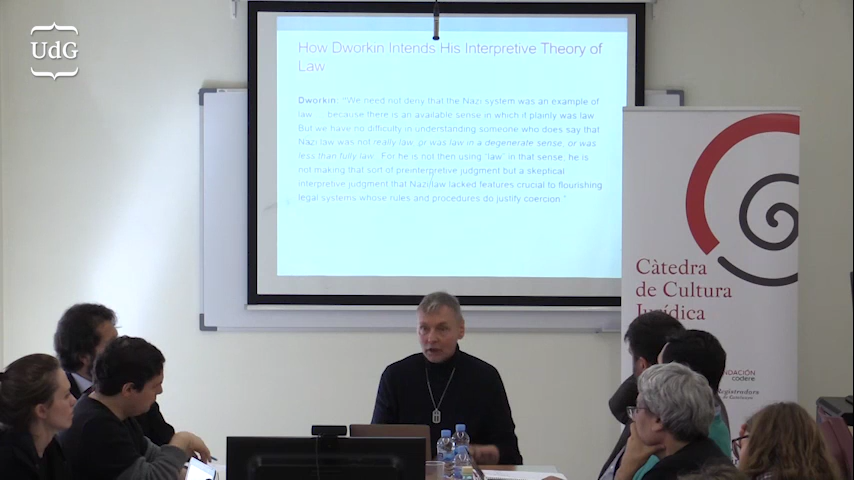 UdG
How Dworkin Intends His Interpretive Theory of
Law
Dworkin: "We need not deny that the Nazi system was an example of
law ... because there is an available sense in which it plainly was law.
But we have no difficulty in understanding someone who does say that
Nazi law was not really law, or was law in a degenerate sense, or was
less than fully law. For he is not then using 'law' in that sense; he is
not making that sort of preinterpretive judgment but a skeptical
interpretive judgment that Nazi law lacked features crucial to flourishing
legal systems whose rules and procedures do justify coercion."
Càtedra
de Cultura
Jurídica
FUNDACIÓN
codere
Registradors
de Catalunya